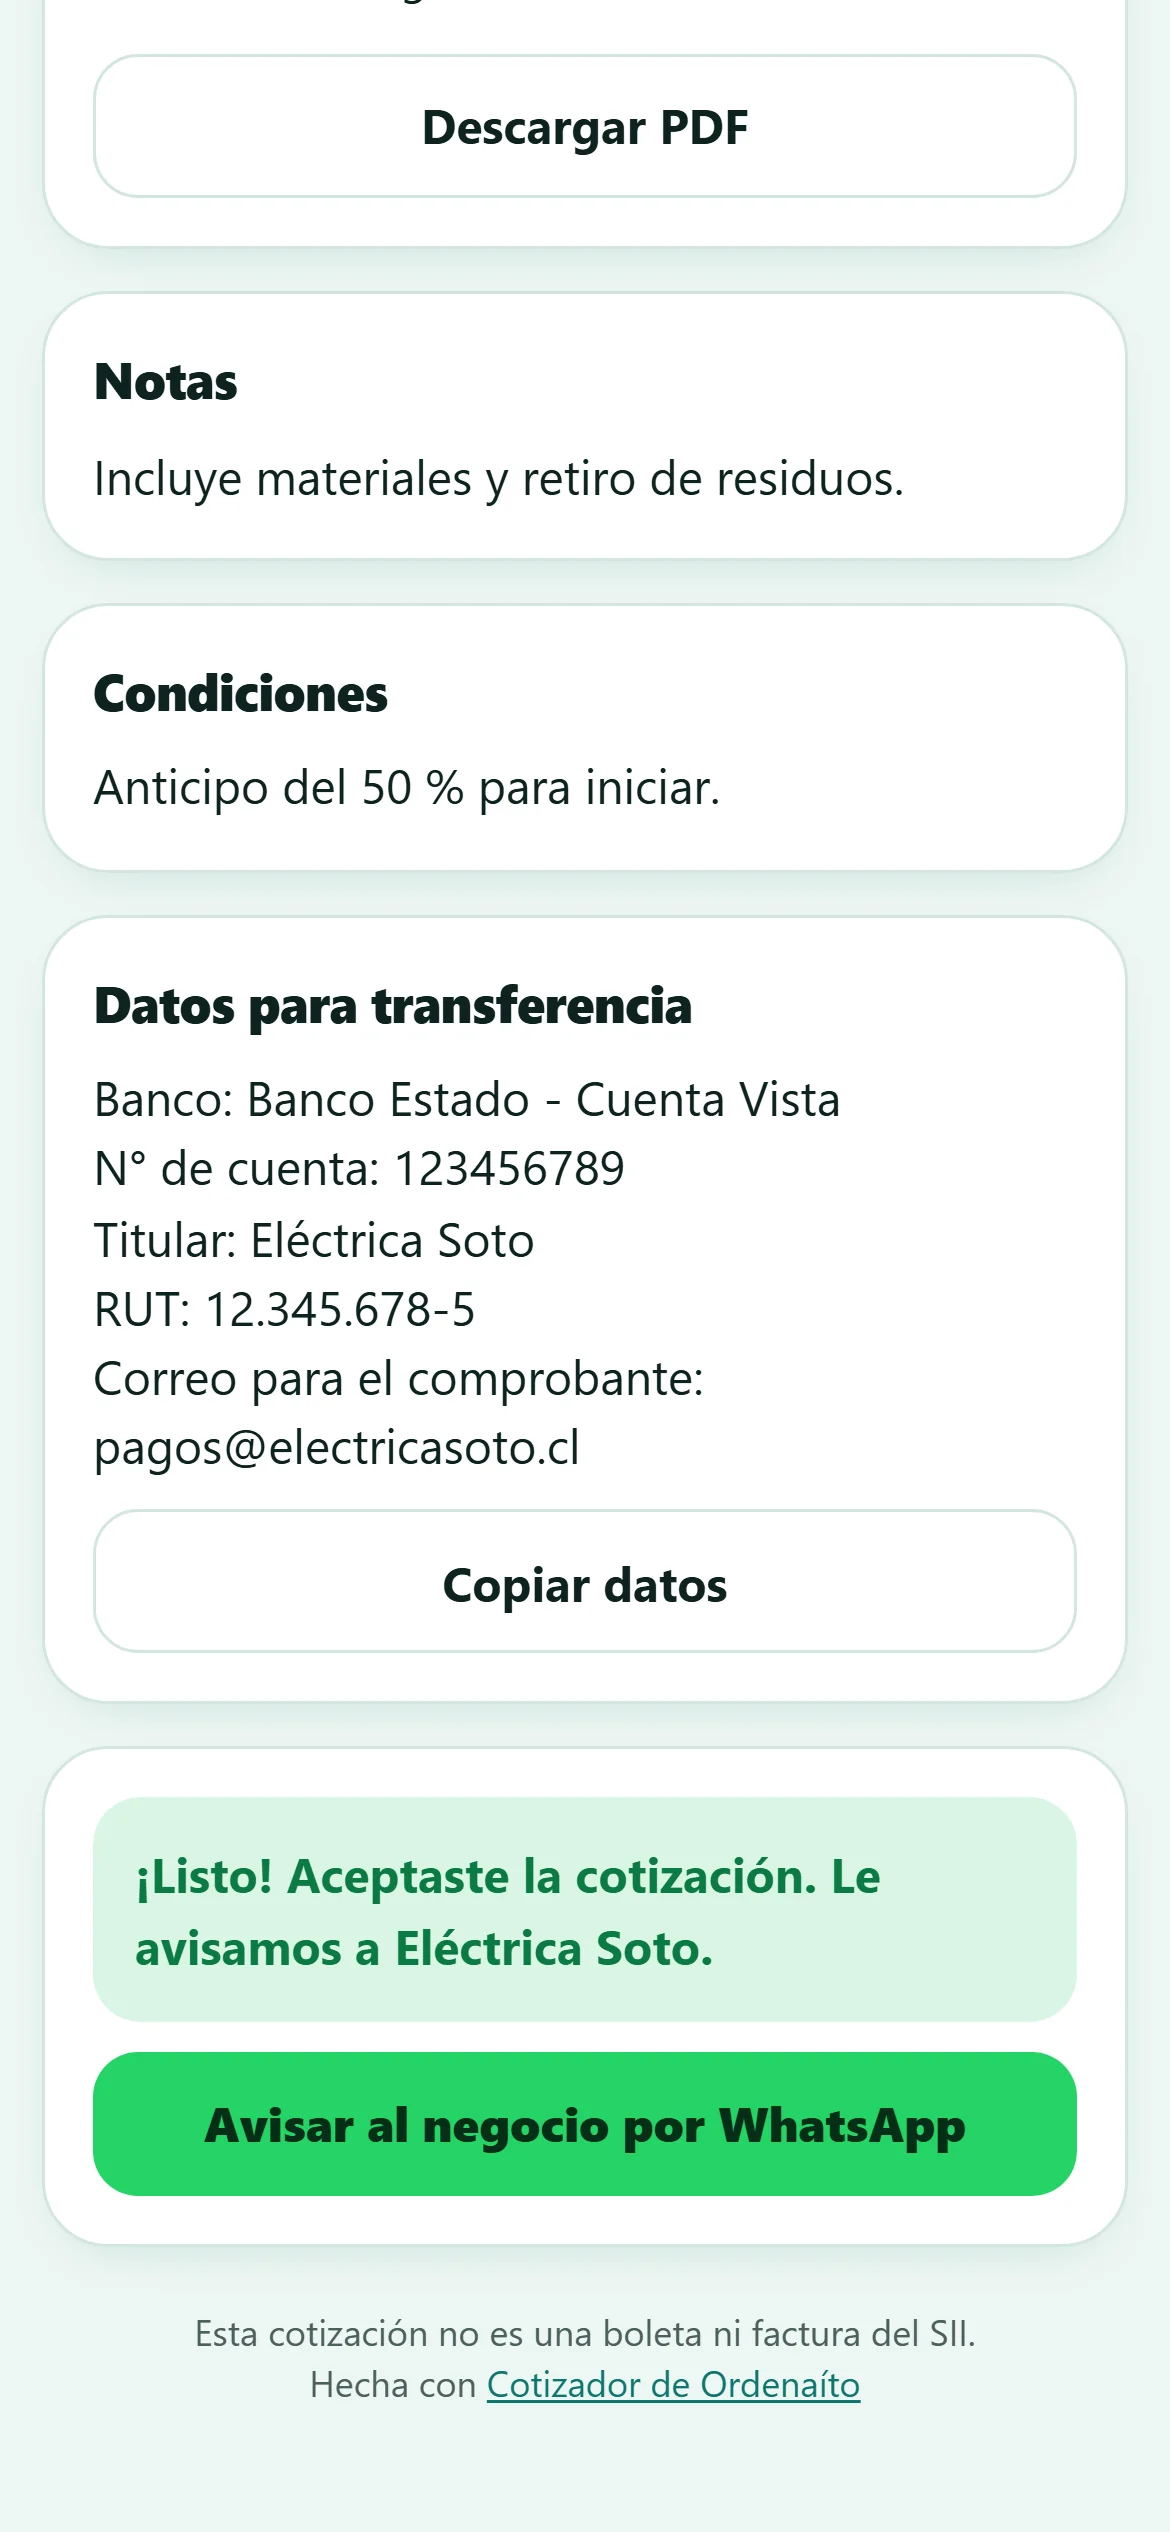 Descargar PDF
Notas
Incluye materiales y retiro de residuos.
Condiciones
Anticipo del 50 % para iniciar.
Datos para transferencia
Banco: Banco Estado - Cuenta Vista
N° de cuenta: 123456789
Titular: Eléctrica Soto
RUT: 12.345.678-5
Correo para el comprobante:
pagos@electricasoto.cl
Copiar datos
¡Listo! Aceptaste la cotización. Le
avisamos a Eléctrica Soto.
Avisar al negocio por WhatsApp
Esta cotización no es una boleta ni factura del SII.
Hecha con Cotizador de Ordenaíto